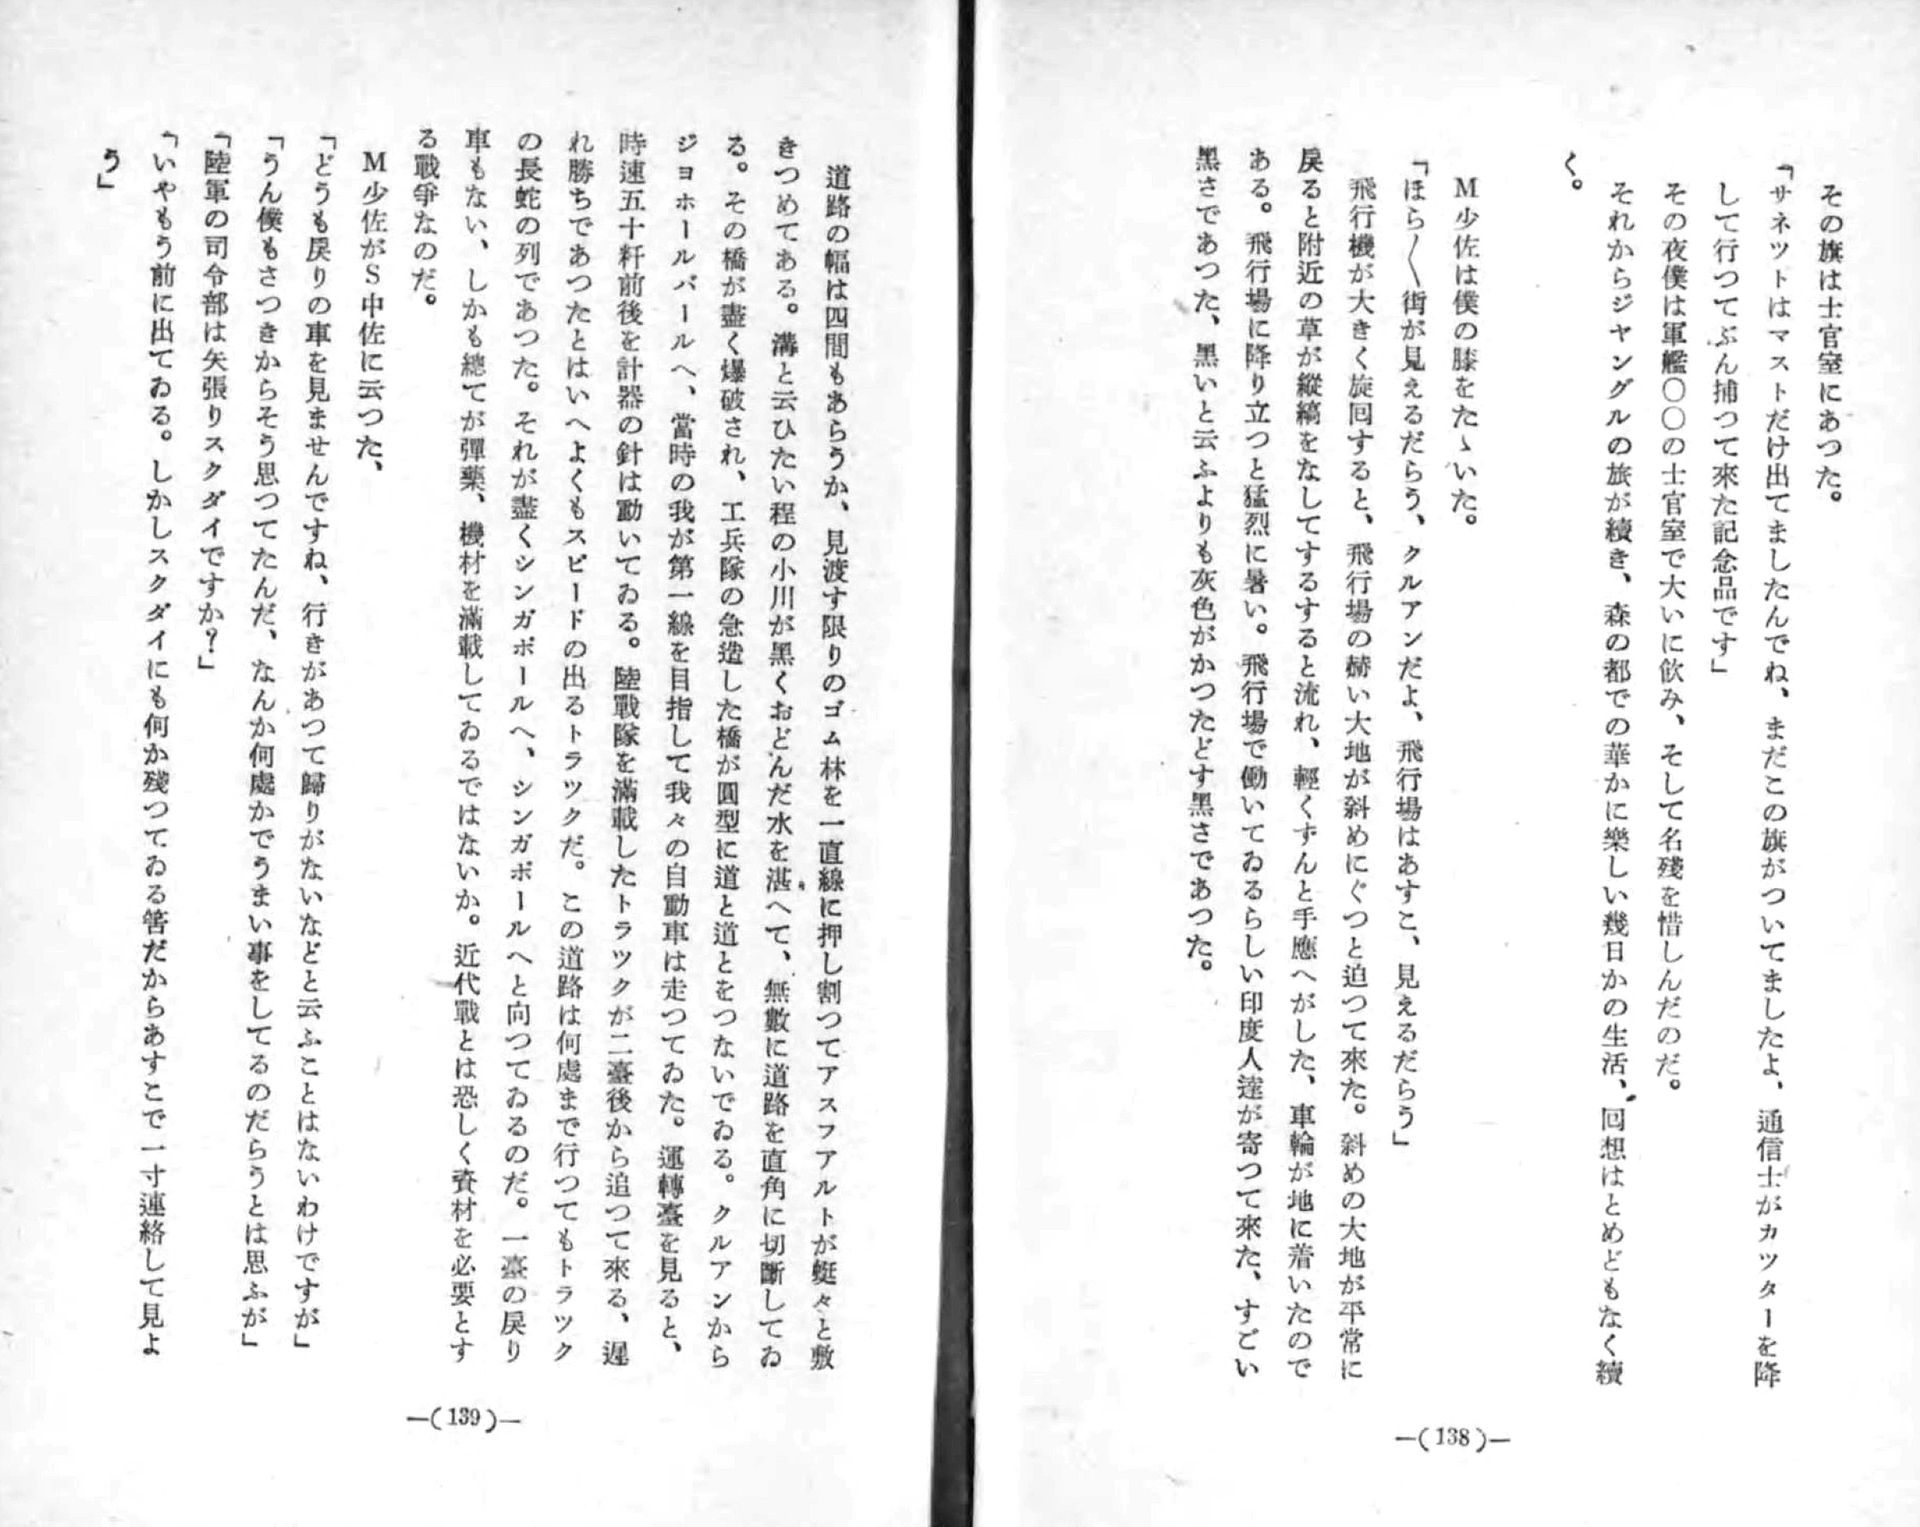 その旗は士官室にあつた。
「サネツトはマストだけ出てましたんでね、まだこの旗がついてましたよ、通信士がカツターを降
して行つてぶん捕つて來た記念品です」
その夜僕は軍艦〇〇の士官室で大いに飮み、そして名殘を惜しんだのだ。
それからジヤングルの旅が續き、森の都での華かに樂しい幾日かの生活、回想はとめどもなく續
く。
M少佐は僕の膝をたゝいた。
「ほら〳〵街が見えるだらう、クルアンだよ、飛行場はあすこ、見えるだらう」
飛行機が大きく旋回すると、飛行場の赭い大地が斜めにぐつと迫つて來た。斜めの大地が平常に
戾ると附近の草が縱縞をなしてするすると流れ、輕くずんと手應へがした、車輪が地に着いたので
ある。飛行場に降り立つと猛烈に暑い。飛行場で働いてゐるらしい印度人達が寄つて來た、すごい
黑さであつた、黑いと云ふよりも灰色がかつたどす黑さであつた。
—(138)—
道路の幅は四間もあらうか、見渡す限りのゴム林を一直線に押し割つてアスフアルトが蜓々と敷
きつめてある。溝と云ひたい程の小川が黑くおどんだ水を湛へて、無數に道路を直角に切斷してゐ
る。その橋が盡く爆破され、工兵隊の急造した橋が圓型に道と道とをつないでゐる。クルアンから
ジヨホールバールへ、當時の我が第一線を目指して我々の自動車は走つてゐた。運轉臺を見ると、
時速五十粁前後を計器の針は動いてゐる。陸戰隊を滿載したトラツクが二臺後から追つて來る、遲
れ勝ちであつたとはいへよくもスピードの出るトラツクだ。この道路は何處まで行つてもトラツク
の長蛇の列であつた。それが盡くシンガポールへ、シンガポールへと向つてゐるのだ。一臺の戾り
車もない、しかも總てが彈藥、機材を滿載してゐるではないか。近代戰とは恐しく資材を必要とす
る戰爭なのだ。
M少佐がS中佐に云つた、
「どうも戾りの車を見ませんですね、行きがあつて歸りがないなどと云ふことはないわけですが」
「うん僕もさつきからそう思つてたんだ、なんか何處かでうまい事をしてるのだらうとは思ふが」
「陸軍の司令部は矢張りスクダイですか？」
「いやもう前に出てゐる。しかしスクダイにも何か殘つてゐる筈だからあすこで一寸連絡して見よ
う」
—(139)—